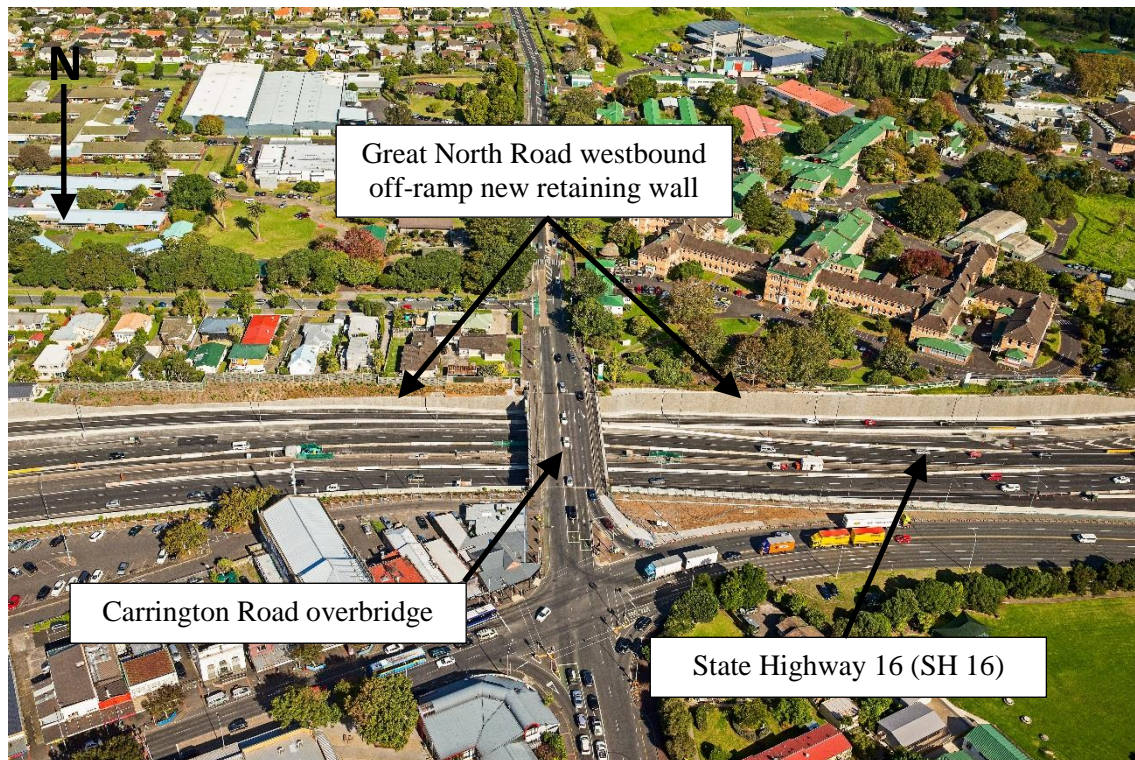 N
Great North Road westbound
off-ramp new retaining wall
Carrington Road overbridge
State Highway 16 (SH 16)